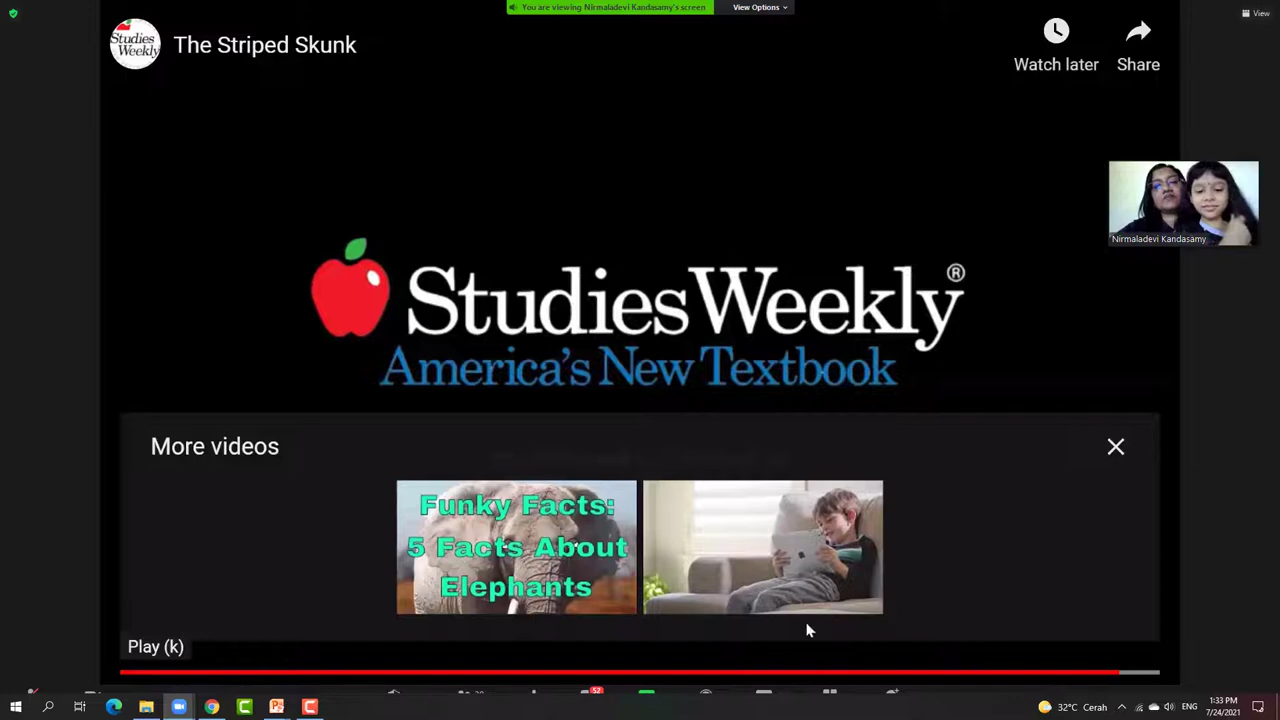 You are viewing Nirmaladevi Kandasamy's screen
View Options
View
Studies
Weekly
The Striped Skunk
Watch later
Share
Nirmaladevi Kandasamy
StudiesWeekly®
America's New Textbook
More videos
Funky Facts:
5 Facts About
Elephants
Play (k)
52
32°C Cerah
ENG
1:33 PM
7/24/2021